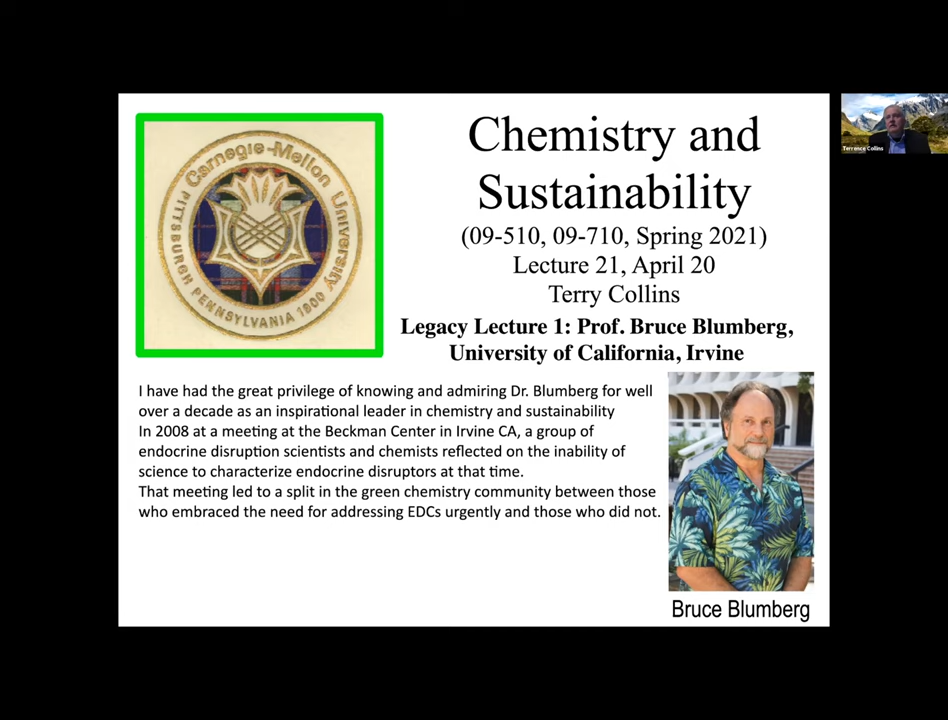 Carnegie-Mellon University
PITTSBURGH PENNSYLVANIA 1900
Chemistry and
Sustainability
(09-510, 09-710, Spring 2021)
Lecture 21, April 20
Terry Collins
Legacy Lecture 1: Prof. Bruce Blumberg,
University of California, Irvine
I have had the great privilege of knowing and admiring Dr. Blumberg for well
over a decade as an inspirational leader in chemistry and sustainability
In 2008 at a meeting at the Beckman Center in Irvine CA, a group of
endocrine disruption scientists and chemists reflected on the inability of
science to characterize endocrine disruptors at that time.
That meeting led to a split in the green chemistry community between those
who embraced the need for addressing EDCs urgently and those who did not.
Bruce Blumberg
Terrence Collins